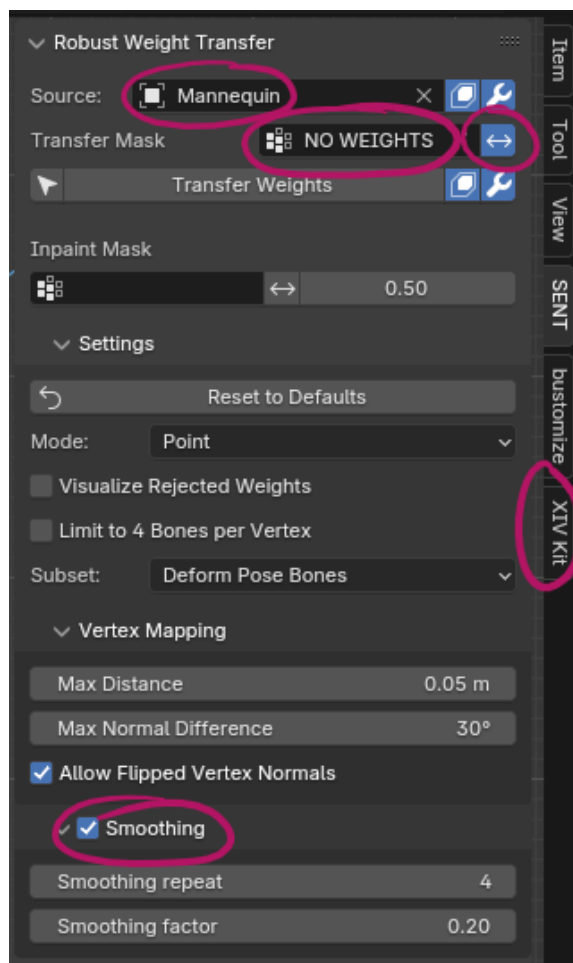 Robust Weight Transfer
Source: Mannequin
Transfer Mask NO WEIGHTS
Transfer Weights
Inpaint Mask
0.50
Settings
Reset to Defaults
Mode: Point
Visualize Rejected Weights
Limit to 4 Bones per Vertex
Subset: Deform Pose Bones
Vertex Mapping
Max Distance 0.05 m
Max Normal Difference 30°
Allow Flipped Vertex Normals
Smoothing
Smoothing repeat 4
Smoothing factor 0.20
Item
Tool
View
SENT
bustomize
XIV Kit